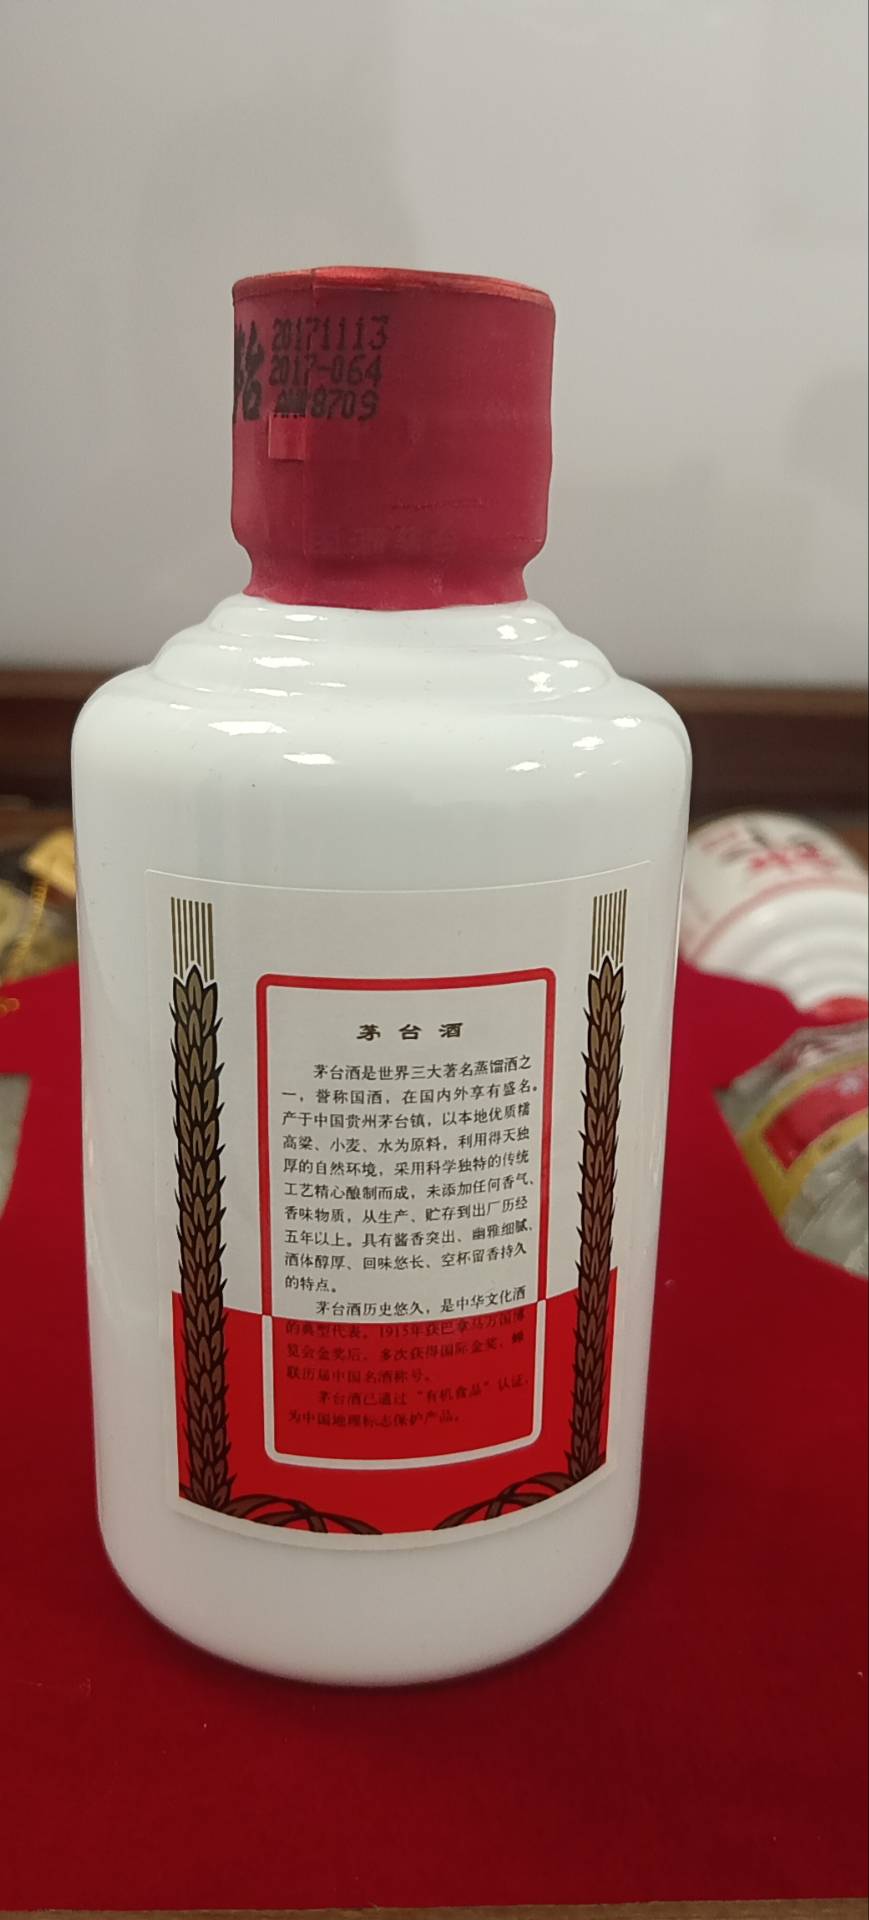 台
20171113
2017-064
8709
茅台酒
茅台酒是世界三大著名蒸馏酒之
一，誉称国酒，在国内外享有盛名。
产于中国贵州茅台镇，以本地优质糯
高粱、小麦、水为原料，利用得天独
厚的自然环境，采用科学独特的传统
工艺精心酿制而成，未添加任何香气、
香味物质，从生产、贮存到出厂历经
五年以上。具有酱香突出、幽雅细腻、
酒体醇厚、回味悠长、空杯留香持久
的特点。
茅台酒历史悠久，是中华文化酒
的典型代表。1915年获巴拿马万国博
览会金奖后，多次获得国际金奖，蝉
联历届中国名酒称号。
茅台酒已通过“有机食品”认证，
为中国地理标志保护产品。